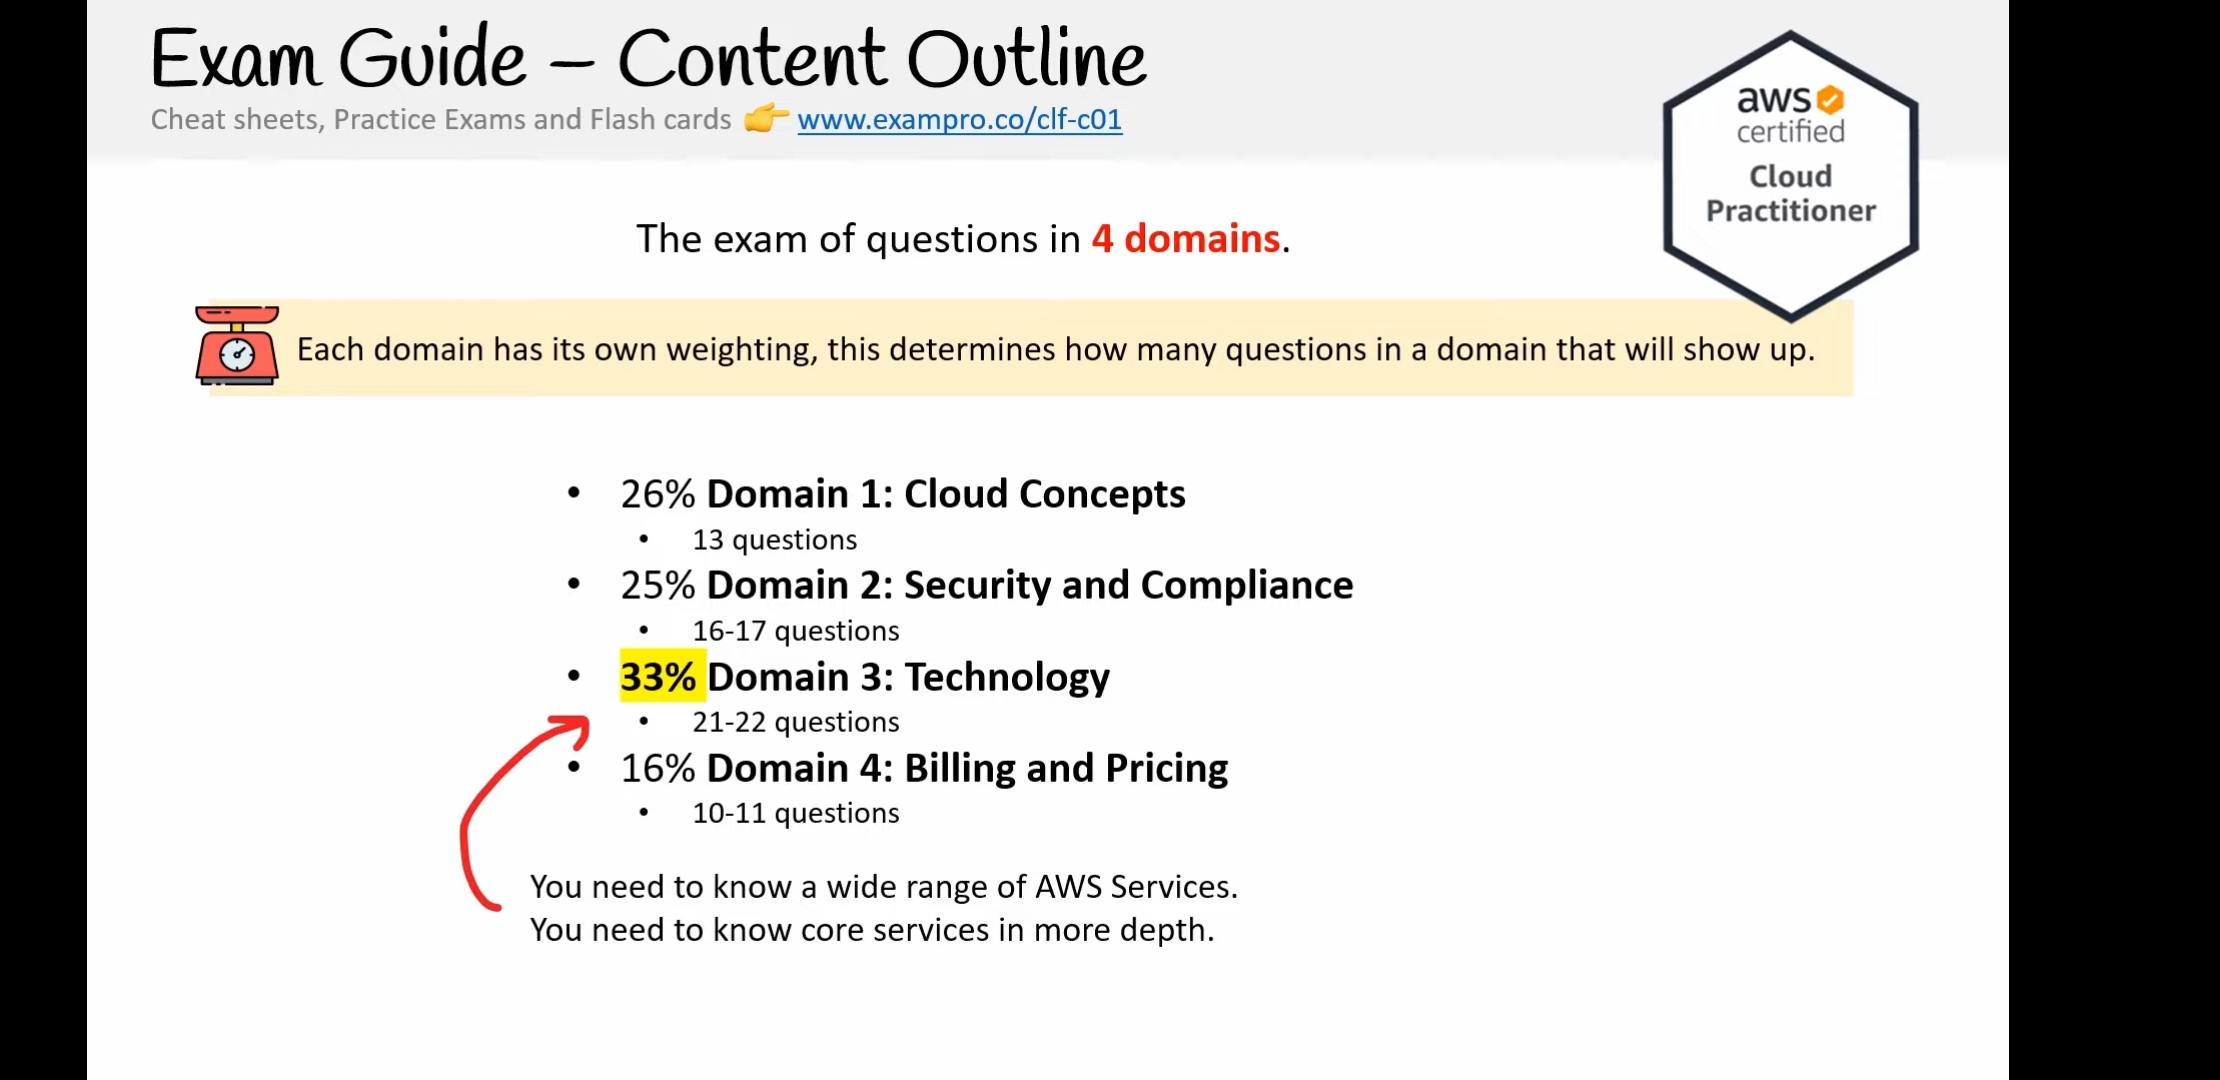 Exam Guide – Content Outline
Cheat sheets, Practice Exams and Flash cards 👉 www.exampro.co/clf-c01
aws
certified
Cloud
Practitioner
The exam of questions in 4 domains.
Each domain has its own weighting, this determines how many questions in a domain that will show up.
• 26% Domain 1: Cloud Concepts
• 13 questions
• 25% Domain 2: Security and Compliance
• 16-17 questions
• 33% Domain 3: Technology
• 21-22 questions
• 16% Domain 4: Billing and Pricing
• 10-11 questions
You need to know a wide range of AWS Services.
You need to know core services in more depth.